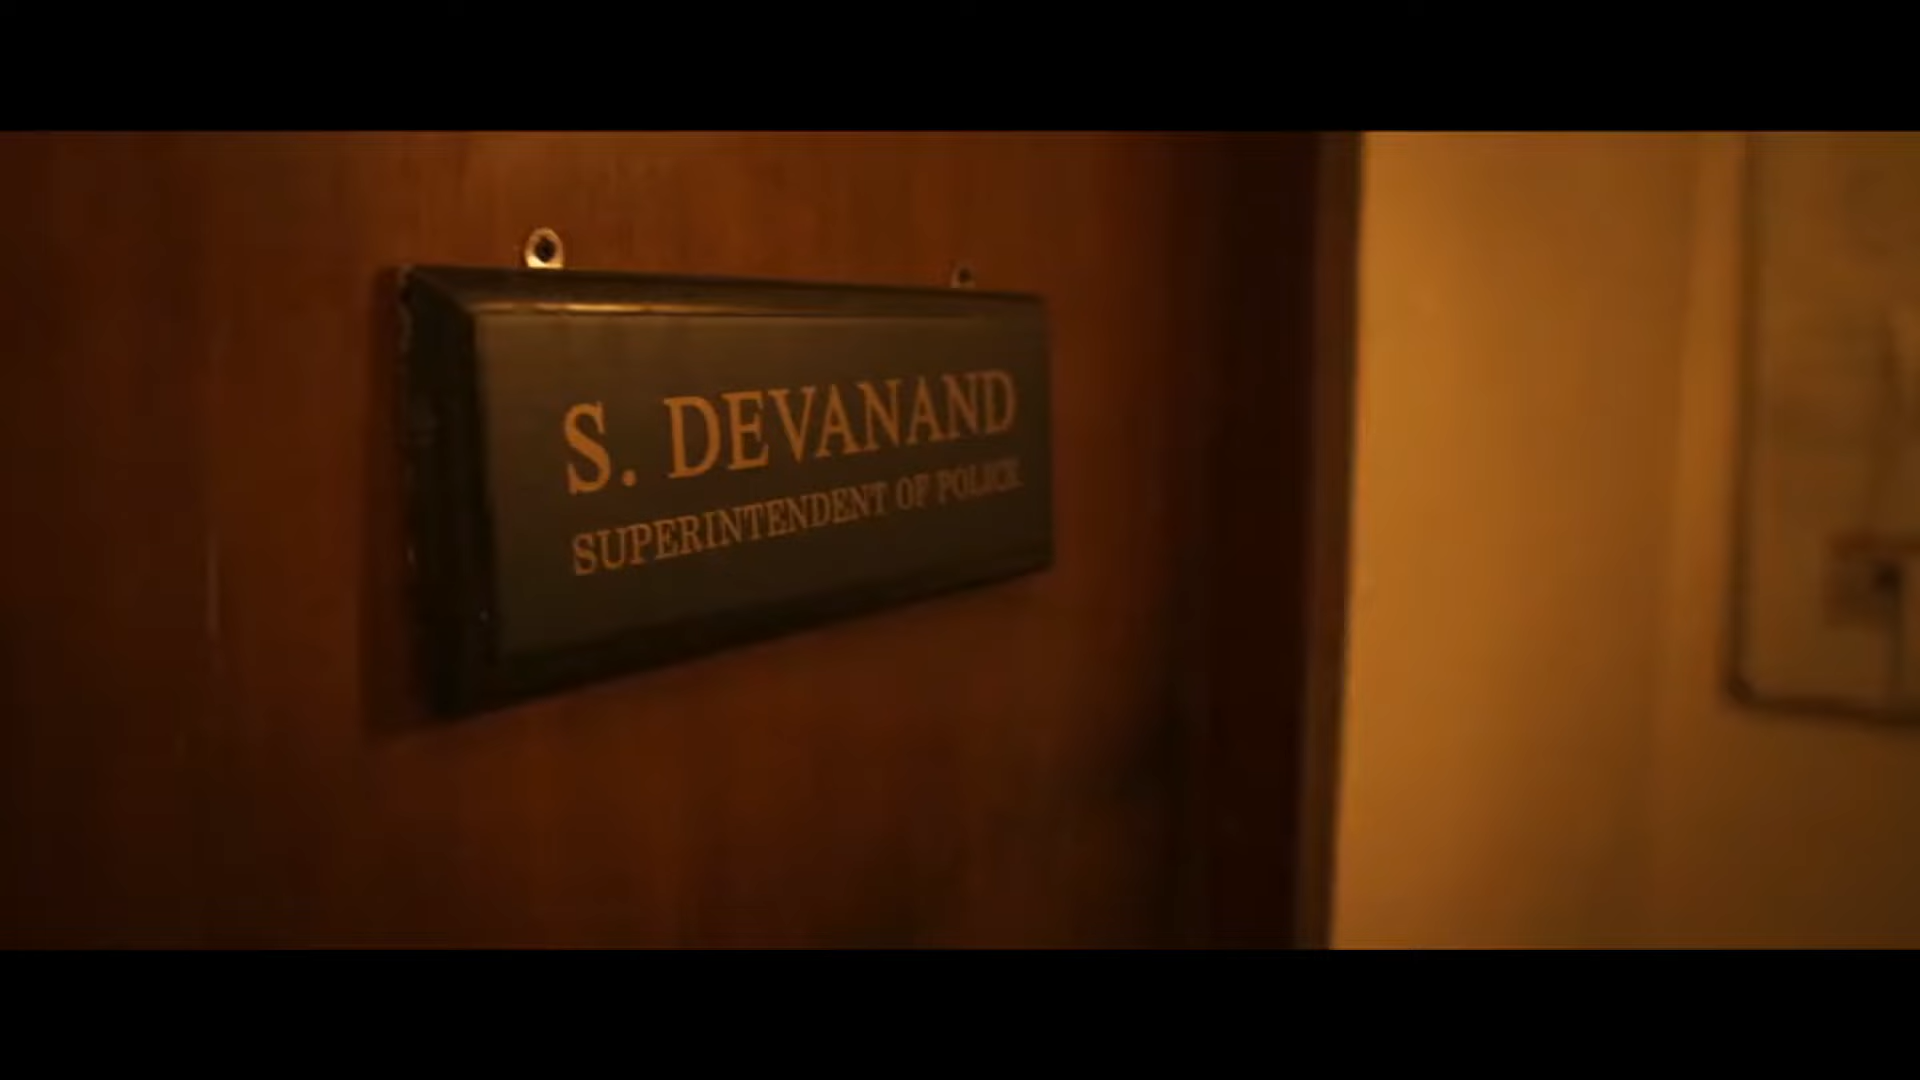 S. DEVANAND
SUPERINTENDENT OF POLICE